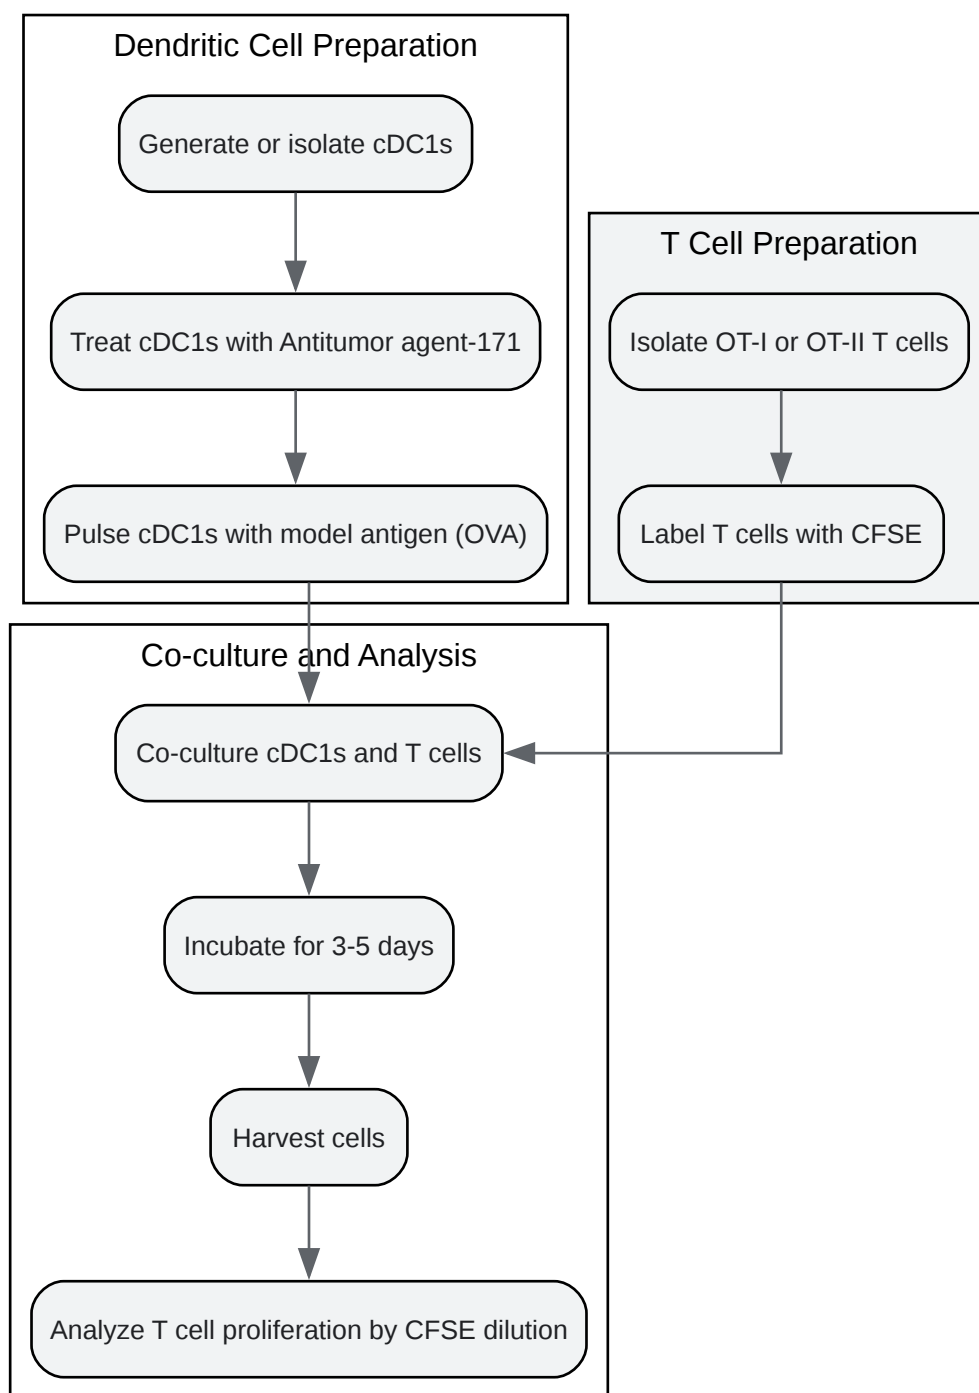 Dendritic Cell Preparation
Generate or isolate cDC1s
Treat cDC1s with Antitumor agent-171
Pulse cDC1s with model antigen (OVA)
T Cell Preparation
Isolate OT-I or OT-II T cells
Label T cells with CFSE
Co-culture and Analysis
Co-culture cDC1s and T cells
Incubate for 3-5 days
Harvest cells
Analyze T cell proliferation by CFSE dilution